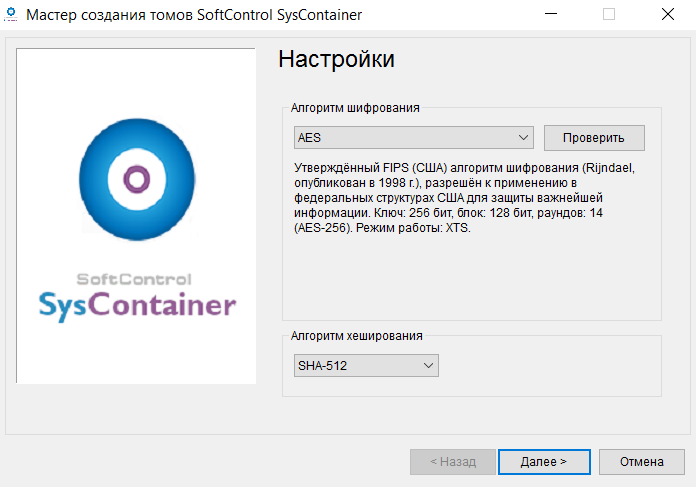 Мастер создания томов SoftControl SysContainer
Настройки
Алгоритм шифрования
AES
Проверить
Утверждённый FIPS (США) алгоритм шифрования (Rijndael,
опубликован в 1998 г.), разрешён к применению в
федеральных структурах США для защиты важнейшей
информации. Ключ: 256 бит, блок: 128 бит, раундов: 14
(AES-256). Режим работы: XTS.
SoftControl
SysContainer
Алгоритм хеширования
SHA-512
< Назад
Далее >
Отмена